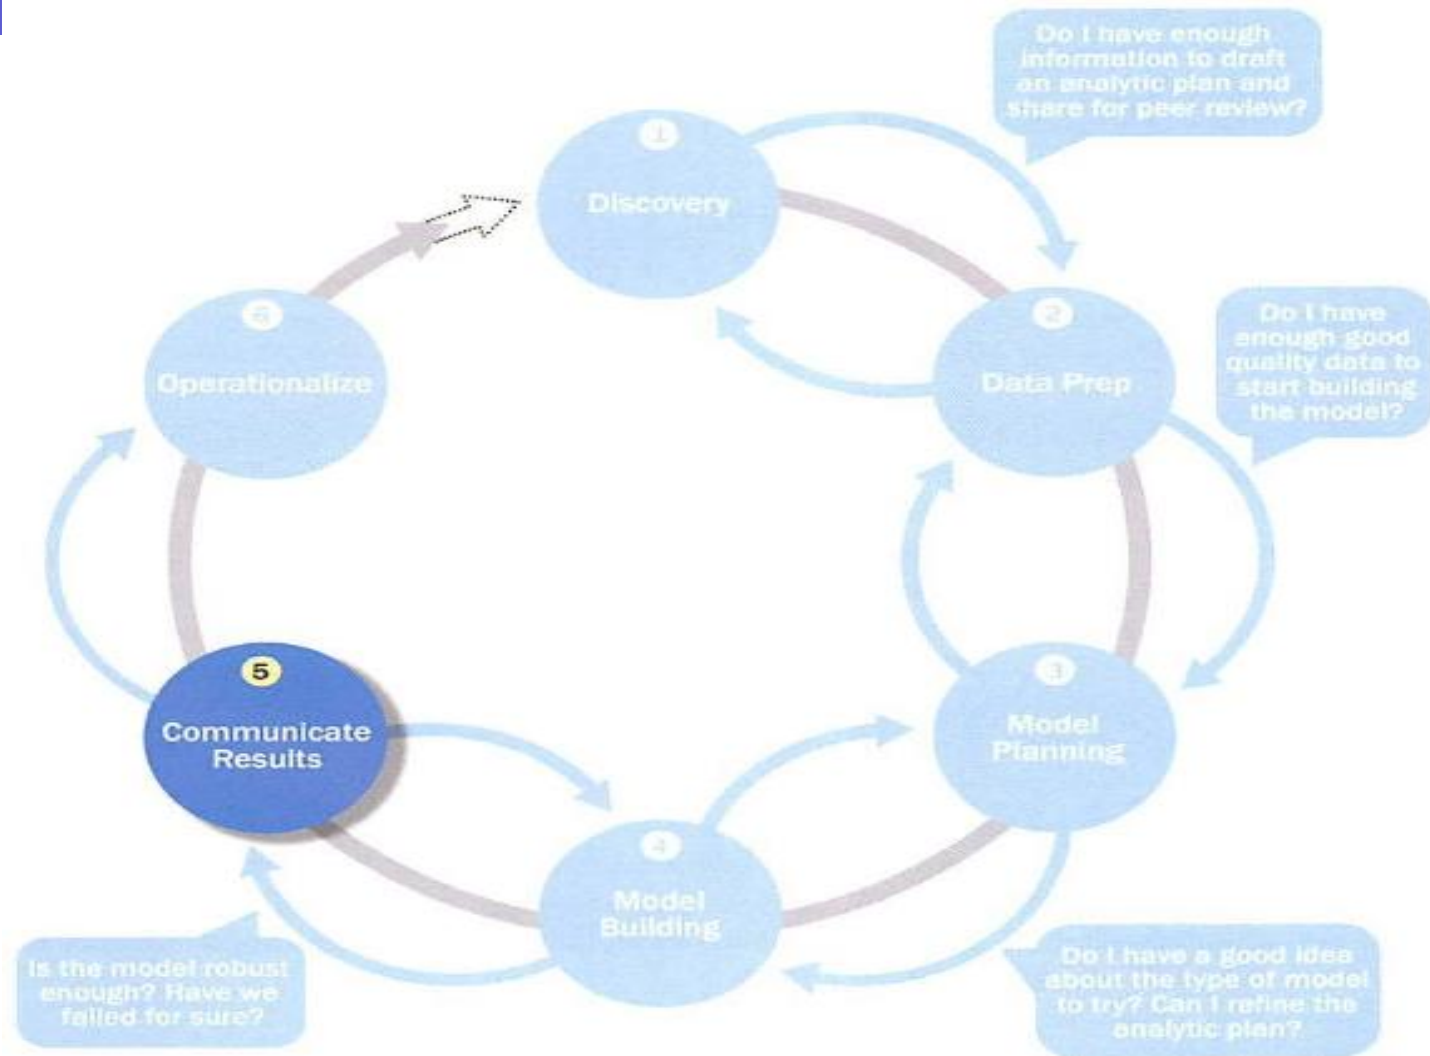 Do I have enough
information to draft
an analytic plan and
share for peer review?
1
Discovery
2
Data Prep
Do I have
enough good
quality data to
start building
the model?
3
Model
Planning
Do I have a good idea
about the type of model
to try? Can I refine the
analytic plan?
4
Model
Building
Is the model robust
enough? Have we
failed for sure?
5
Communicate
Results
6
Operationalize